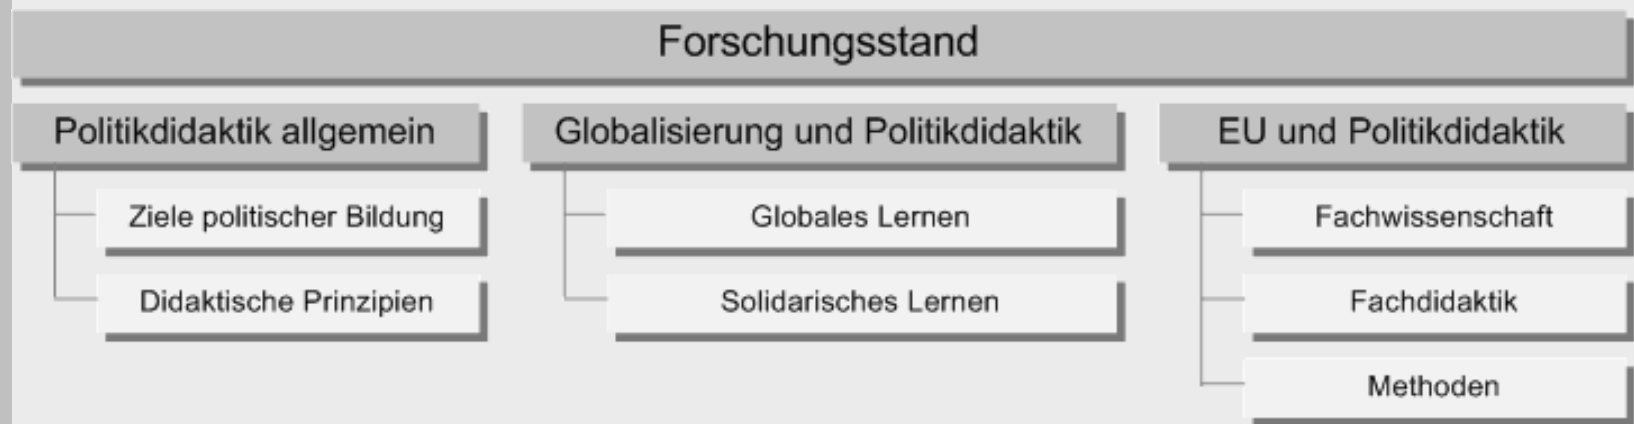 Forschungsstand
Politikdidaktik allgemein
Ziele politischer Bildung
Didaktische Prinzipien
Globalisierung und Politikdidaktik
Globales Lernen
Solidarisches Lernen
EU und Politikdidaktik
Fachwissenschaft
Fachdidaktik
Methoden